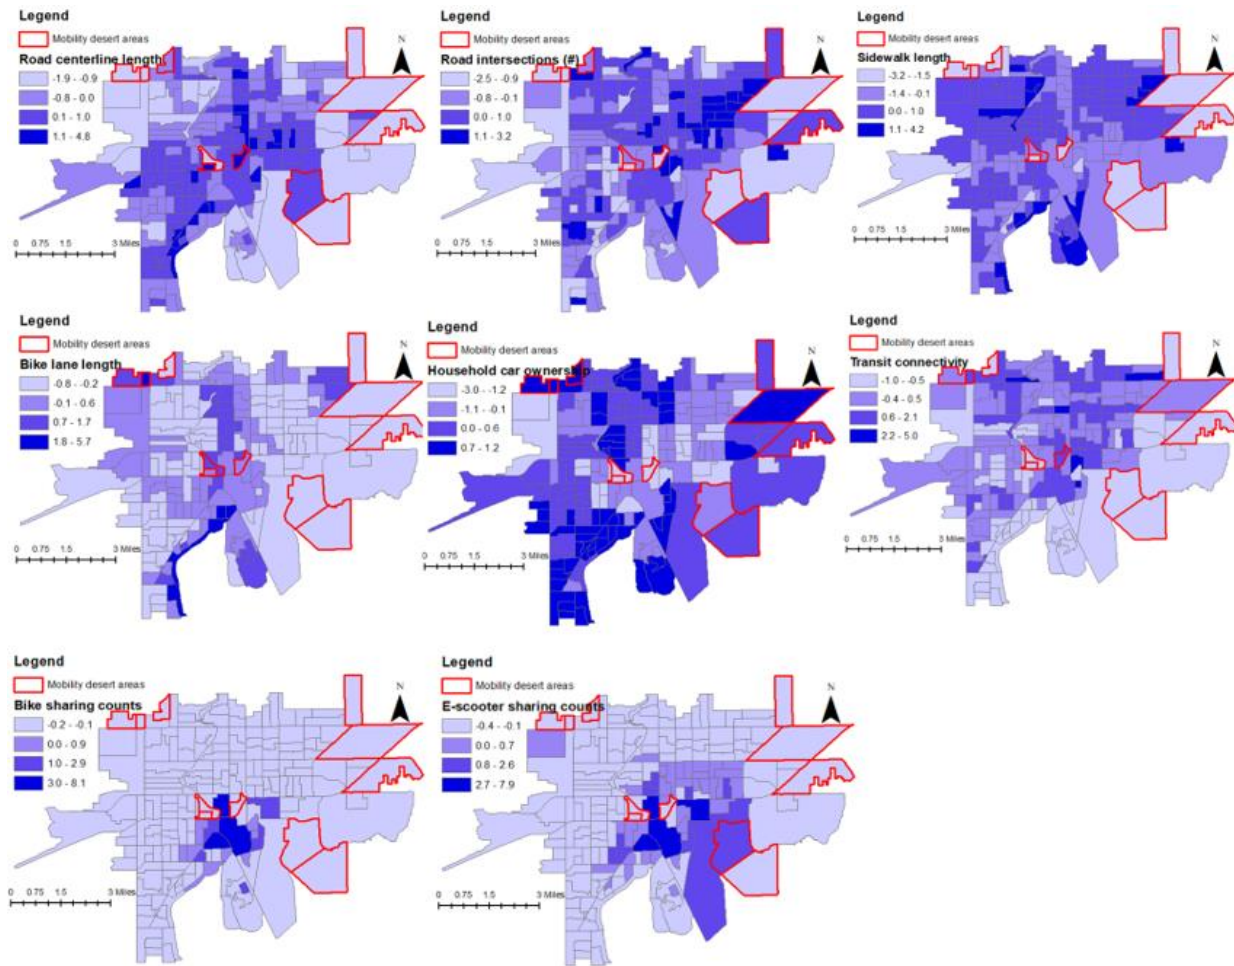 Legend
Mobility desert areas
Road centerline length
-1.9 - -0.9
-0.8 - 0.0
0.1 - 1.0
1.1 - 4.8
N
0 0.75 1.5 3 Miles
Legend
Mobility desert areas
Road intersections (#)
-2.5 - -0.9
-0.8 - -0.1
0.0 - 1.0
1.1 - 3.2
N
0 0.75 1.5 3 Miles
Legend
Mobility desert areas
Sidewalk length
-3.2 - -1.5
-1.4 - -0.1
0.0 - 1.0
1.1 - 4.2
N
0 0.75 1.5 3 Miles
Legend
Mobility desert areas
Bike lane length
-0.8 - -0.2
-0.1 - 0.6
0.7 - 1.7
1.8 - 5.7
N
0 0.75 1.5 3 Miles
Legend
Mobility desert areas
Household car ownership
-3.0 - -1.2
-1.1 - -0.1
0.0 - 0.6
0.7 - 1.2
N
0 0.75 1.5 3 Miles
Legend
Mobility desert areas
Transit connectivity
-1.0 - -0.5
-0.4 - 0.5
0.6 - 2.1
2.2 - 5.0
N
0 0.75 1.5 3 Miles
Legend
Mobility desert areas
Bike sharing counts
-0.2 - -0.1
0.0 - 0.9
1.0 - 2.9
3.0 - 8.1
N
0 0.75 1.5 3 Miles
Legend
Mobility desert areas
E-scooter sharing counts
-0.4 - -0.1
0.0 - 0.7
0.8 - 2.6
2.7 - 7.9
N
0 0.75 1.5 3 Miles